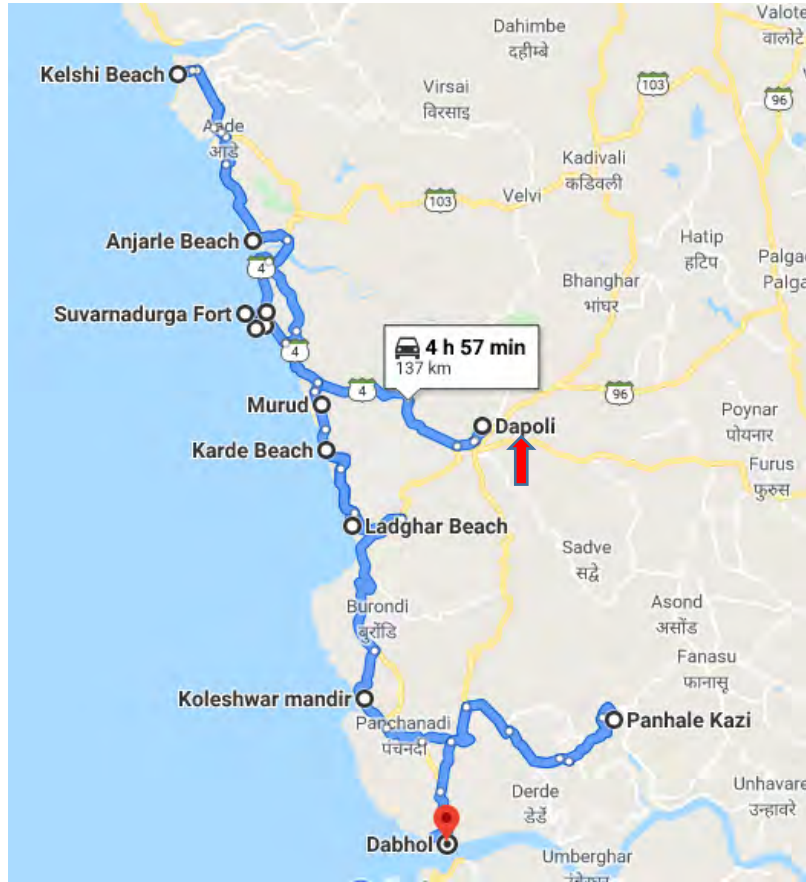 Dahimbe
दहीम्बे
Kelshi Beach
Virsai
विरसाइ
103
96
Aade
आडे
Kadivali
कडिवली
103
Velvi
Hatip
हटिप
Anjarle Beach
4
Bhanghar
भांघर
Suvarnadurga Fort
4
4 h 57 min
137 km
4
96
Murud
Dapoli
Poynar
पोयनार
Karde Beach
Furus
फुरुस
Ladghar Beach
Sadve
सद्वे
Burondi
बुरोंडि
Asond
असोंड
Fanasu
फानासू
Koleshwar mandir
Panchanadi
पंचनदी
Panhale Kazi
Derde
डेर्डे
Unhavare
उन्हावरे
Dabhol
Umberghar